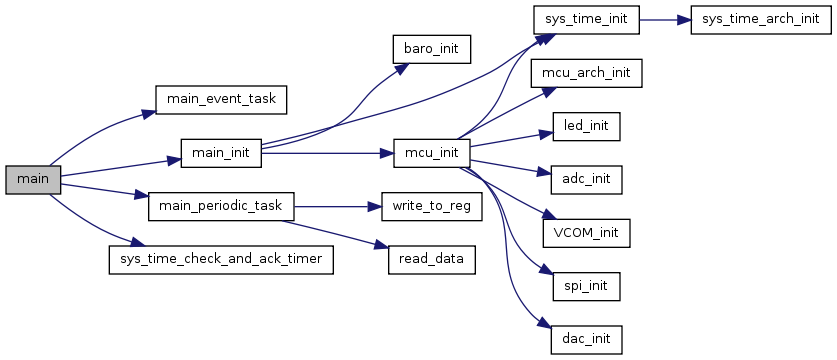 main
main_event_task
main_init
main_periodic_task
sys_time_check_and_ack_timer
baro_init
mcu_init
write_to_reg
read_data
sys_time_init
mcu_arch_init
led_init
adc_init
VCOM_init
spi_init
dac_init
sys_time_arch_init